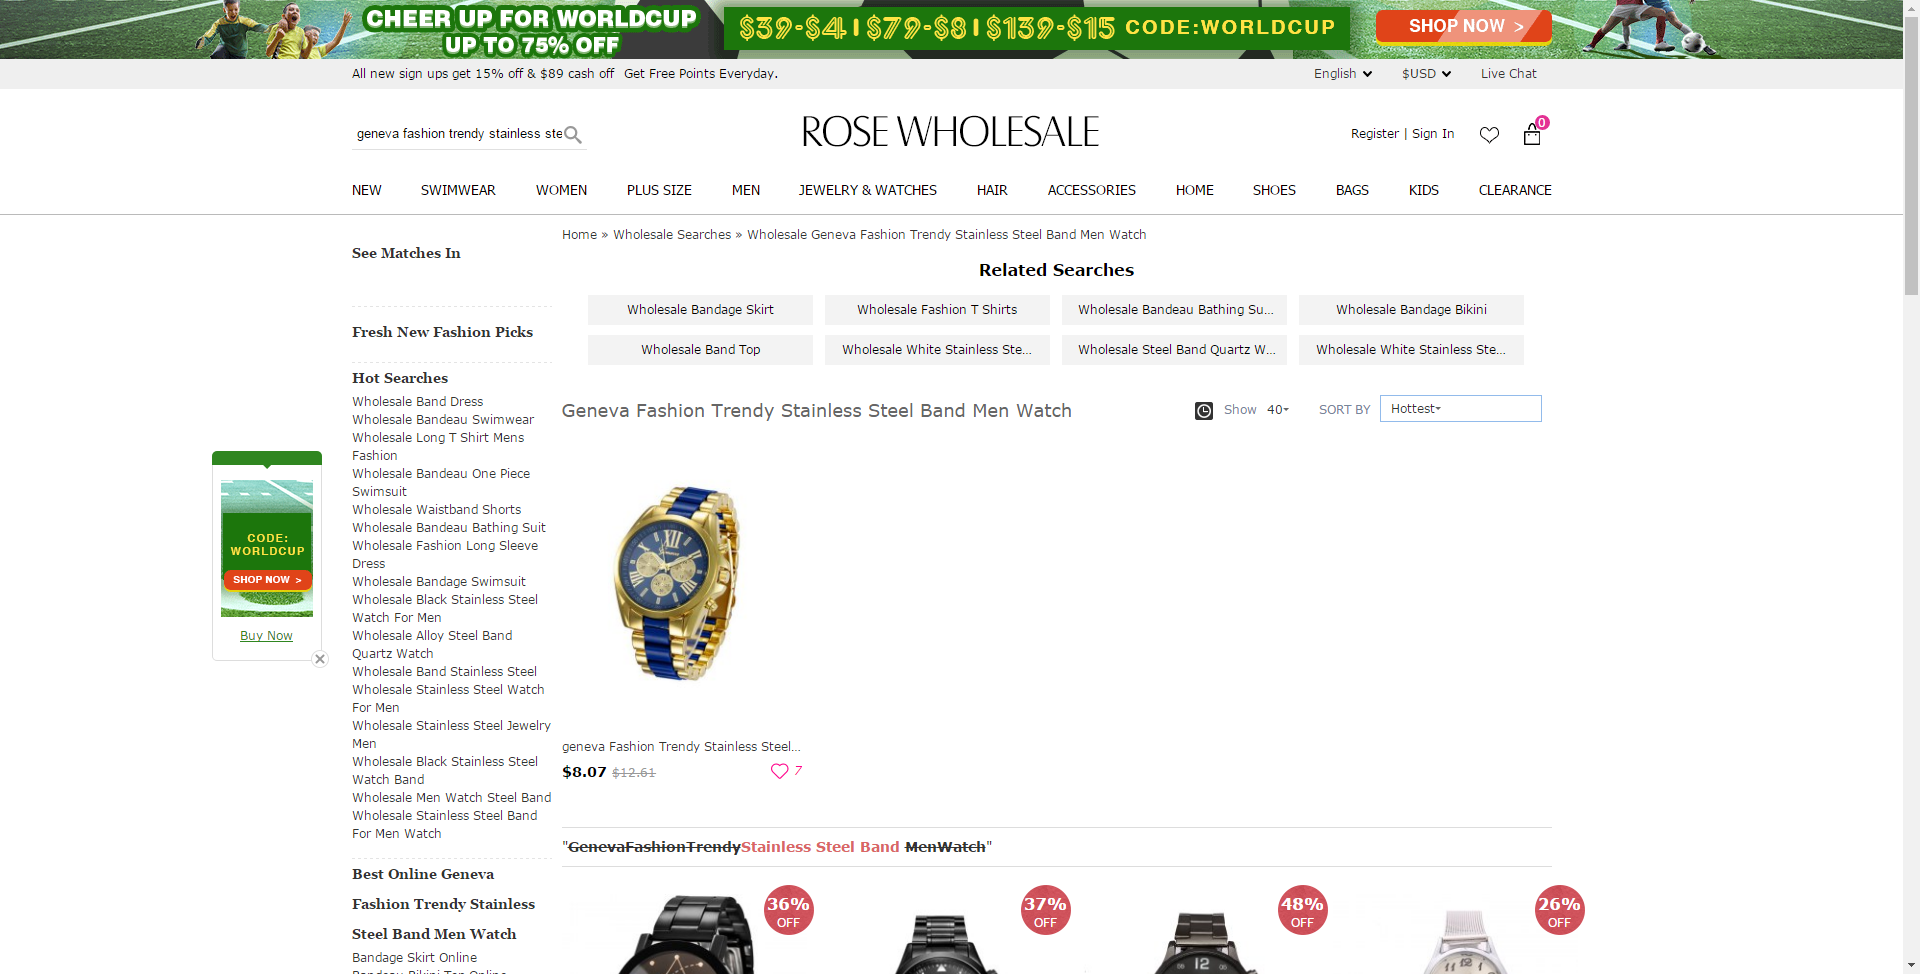 CHEER UP FOR WORLDCUP
UP TO 75% OFF
$39-$4 | $79-$8 | $139-$15 CODE:WORLDCUP
SHOP NOW >
All new sign ups get 15% off & $89 cash off Get Free Points Everyday.
English
$USD
Live Chat
geneva fashion trendy stainless ste
ROSE WHOLESALE
Register | Sign In
0
NEW SWIMWEAR WOMEN PLUS SIZE MEN JEWELRY & WATCHES HAIR ACCESSORIES HOME SHOES BAGS KIDS CLEARANCE
Home » Wholesale Searches » Wholesale Geneva Fashion Trendy Stainless Steel Band Men Watch
See Matches In
Fresh New Fashion Picks
Hot Searches
Wholesale Band Dress
Wholesale Bandeau Swimwear
Wholesale Long T Shirt Mens
Fashion
Wholesale Bandeau One Piece
Swimsuit
Wholesale Waistband Shorts
Wholesale Bandeau Bathing Suit
Wholesale Fashion Long Sleeve
Dress
Wholesale Bandage Swimsuit
Wholesale Black Stainless Steel
Watch For Men
Wholesale Alloy Steel Band
Quartz Watch
Wholesale Band Stainless Steel
Wholesale Stainless Steel Watch
For Men
Wholesale Stainless Steel Jewelry
Men
Wholesale Black Stainless Steel
Watch Band
Wholesale Men Watch Steel Band
Wholesale Stainless Steel Band
For Men Watch
Best Online Geneva
Fashion Trendy Stainless
Steel Band Men Watch
Bandage Skirt Online
Bandeau Bikini Top Online
CODE:
WORLDCUP
SHOP NOW >
Buy Now
Related Searches
Wholesale Bandage Skirt
Wholesale Fashion T Shirts
Wholesale Bandeau Bathing Su...
Wholesale Bandage Bikini
Wholesale Band Top
Wholesale White Stainless Ste...
Wholesale Steel Band Quartz W...
Wholesale White Stainless Ste...
Geneva Fashion Trendy Stainless Steel Band Men Watch
Show 40
SORT BY Hottest
geneva Fashion Trendy Stainless Steel...
$8.07 $12.61
7
"GenevaFashionTrendyStainless Steel Band MenWatch"
36%
OFF
37%
OFF
48%
OFF
26%
OFF